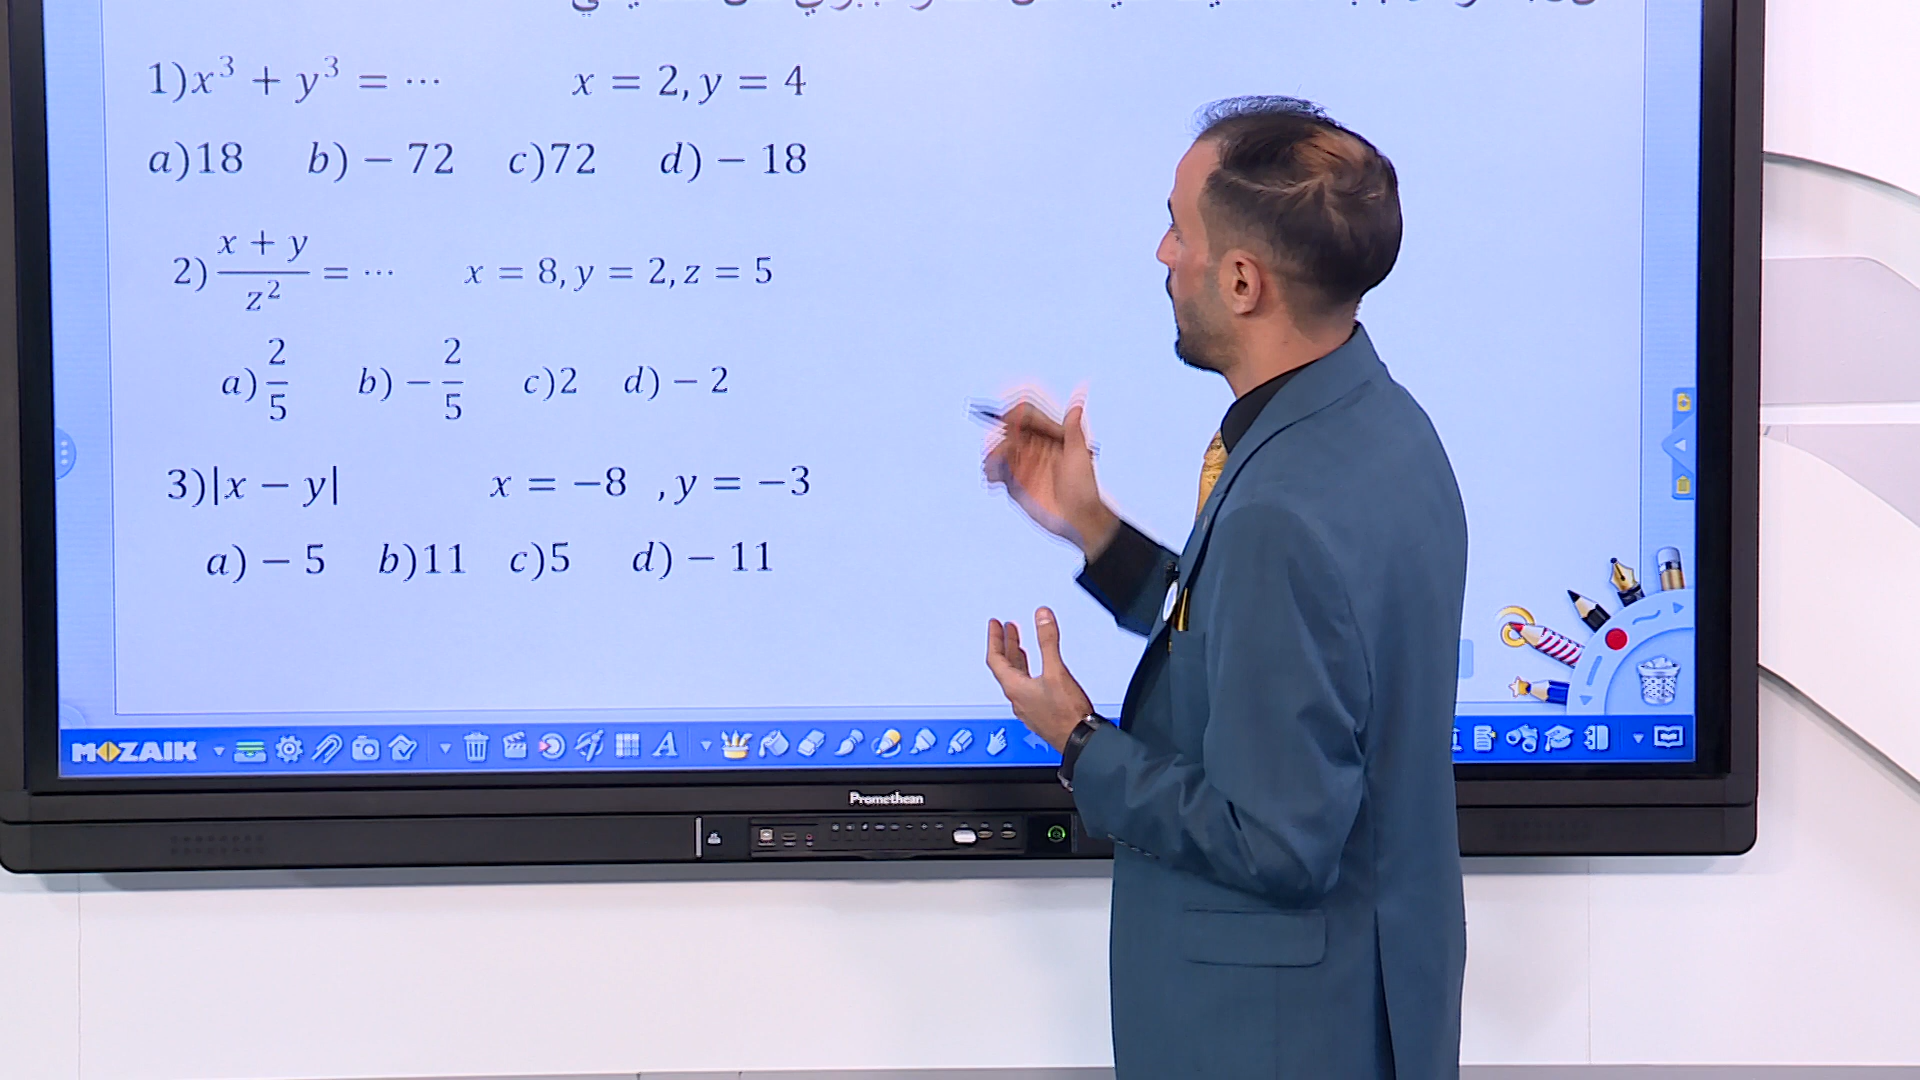 1)x³ + y³ = ⋯ x = 2, y = 4
a)18 b) − 72 c)72 d) − 18
2) (x + y)/z² = ⋯ x = 8, y = 2, z = 5
a) 2/5 b) − 2/5 c)2 d) − 2
3)|x − y| x = −8 , y = −3
a) − 5 b)11 c)5 d) − 11
MOZAIK
Promethean